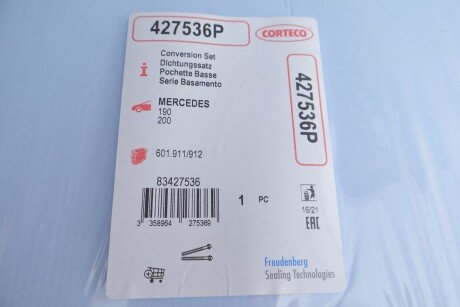 427536P
CORTECO
Conversion Set
Dichtungssatz
Pochette Basse
Serie Basamento
MERCEDES
190
200
427536P
601.911/912
83427536
3 358964 275369
1 PC
16/21
EAC
Freudenberg
Sealing Technologies